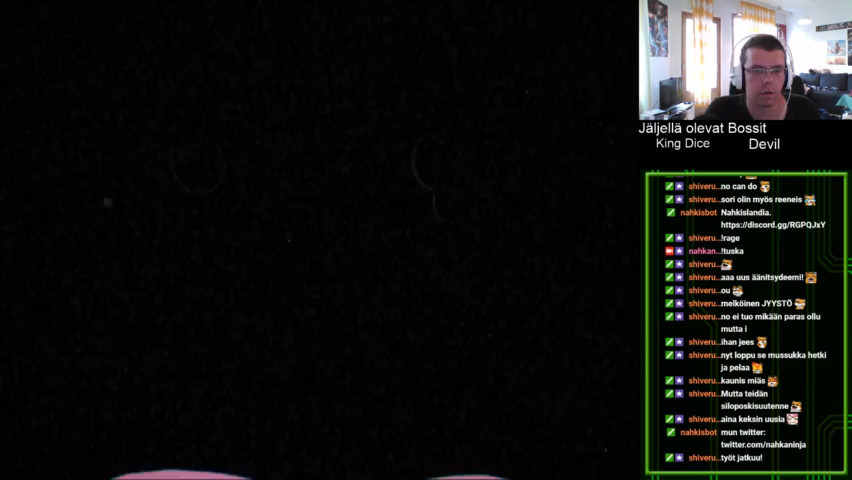 Jäljellä olevat Bossit
King Dice Devil
shiveru...no can do
shiveru...sori olin myös reeneis
nahkisbot Nahkislandia.
https://discord.gg/RGPQJxY
shiveru...!rage
nahkan...!tuska
shiveru...
shiveru...aaa uus äänitsydeemi!
shiveru...ou
shiveru...melköinen JYYSTÖ
shiveru...no ei tuo mikään paras ollu
mutta i
shiveru...ihan jees
shiveru...nyt loppu se mussukka hetki
ja pelaa
shiveru...kaunis miäs
shiveru...Mutta teidän
siloposkisuutenne
shiveru...aina keksin uusia
nahkisbot mun twitter:
twitter.com/nahkaninja
shiveru...työt jatkuu!